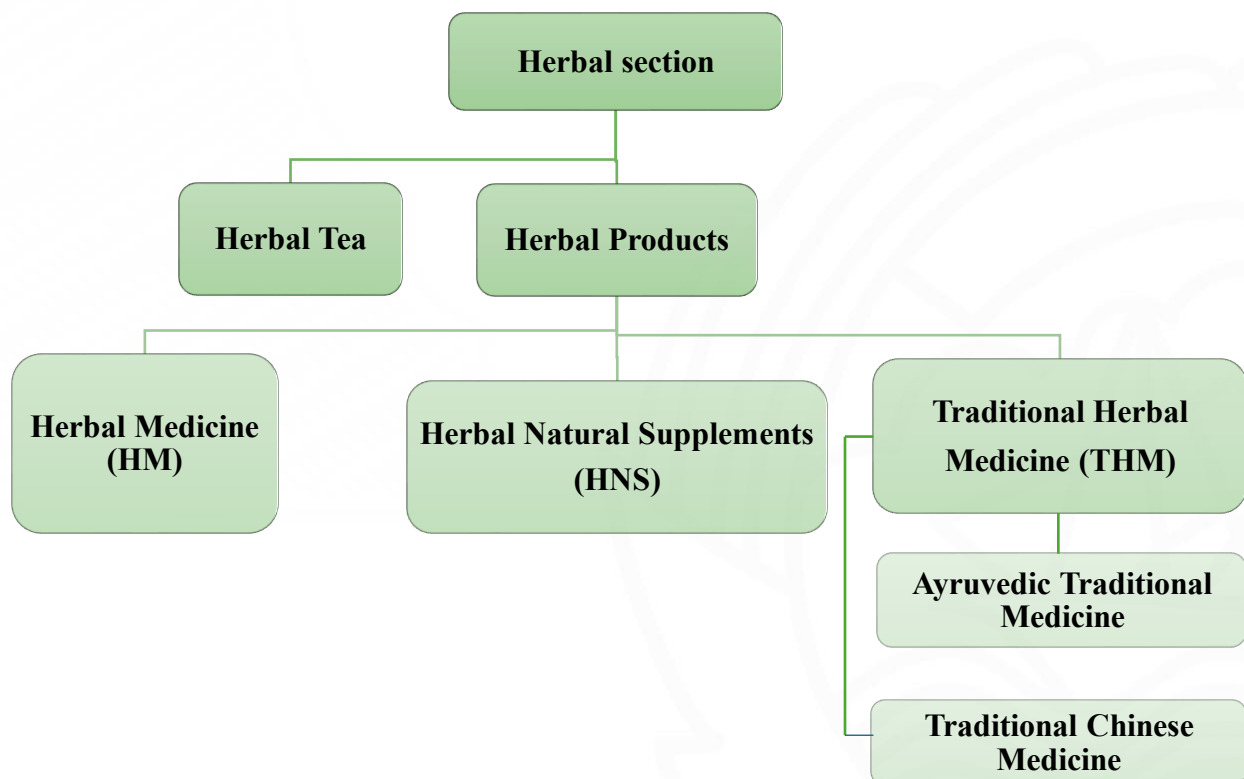 Herbal section
Herbal Tea
Herbal Products
Herbal Medicine
(HM)
Herbal Natural Supplements
(HNS)
Traditional Herbal
Medicine (THM)
Ayruvedic Traditional
Medicine
Traditional Chinese
Medicine